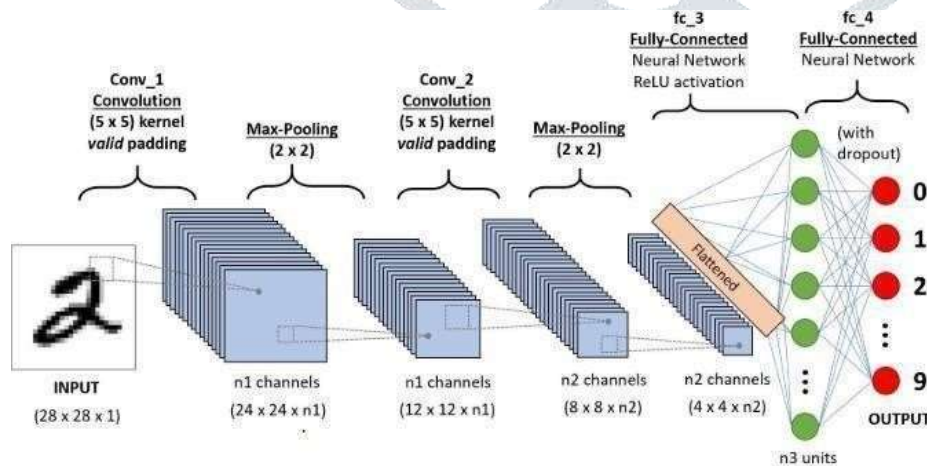 Conv_1
Convolution
(5 x 5) kernel
valid padding
Max-Pooling
(2 x 2)
Conv_2
Convolution
(5 x 5) kernel
valid padding
Max-Pooling
(2 x 2)
fc_3
Fully-Connected
Neural Network
ReLU activation
fc_4
Fully-Connected
Neural Network
(with
dropout)
Flattened
0
1
2
9
2
INPUT
(28 x 28 x 1)
n1 channels
(24 x 24 x n1)
n1 channels
(12 x 12 x n1)
n2 channels
(8 x 8 x n2)
n2 channels
(4 x 4 x n2)
n3 units
OUTPUT